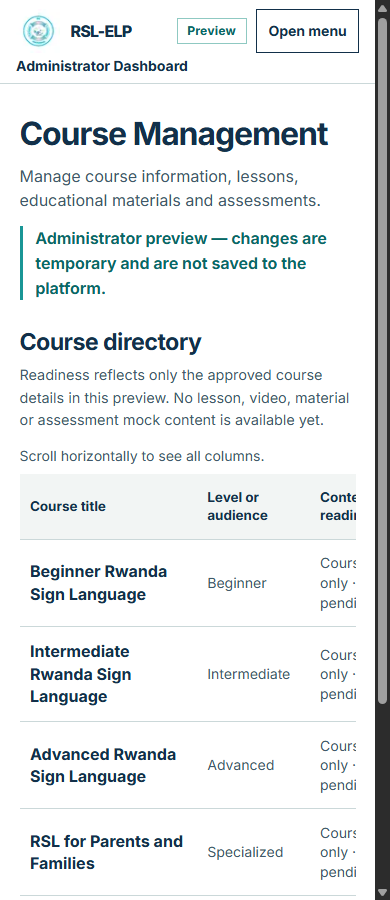 RSL-ELP
Preview
Open menu
Administrator Dashboard
Course Management
Manage course information, lessons,
educational materials and assessments.
Administrator preview — changes are
temporary and are not saved to the
platform.
Course directory
Readiness reflects only the approved course
details in this preview. No lesson, video, material
or assessment mock content is available yet.
Scroll horizontally to see all columns.
Course title
Level or
audience
Beginner Rwanda
Sign Language
Beginner
only ·
Intermediate
Rwanda Sign
Language
Intermediate
only ·
Advanced Rwanda
Sign Language
Advanced
only ·
RSL for Parents and
Families
Specialized
only ·